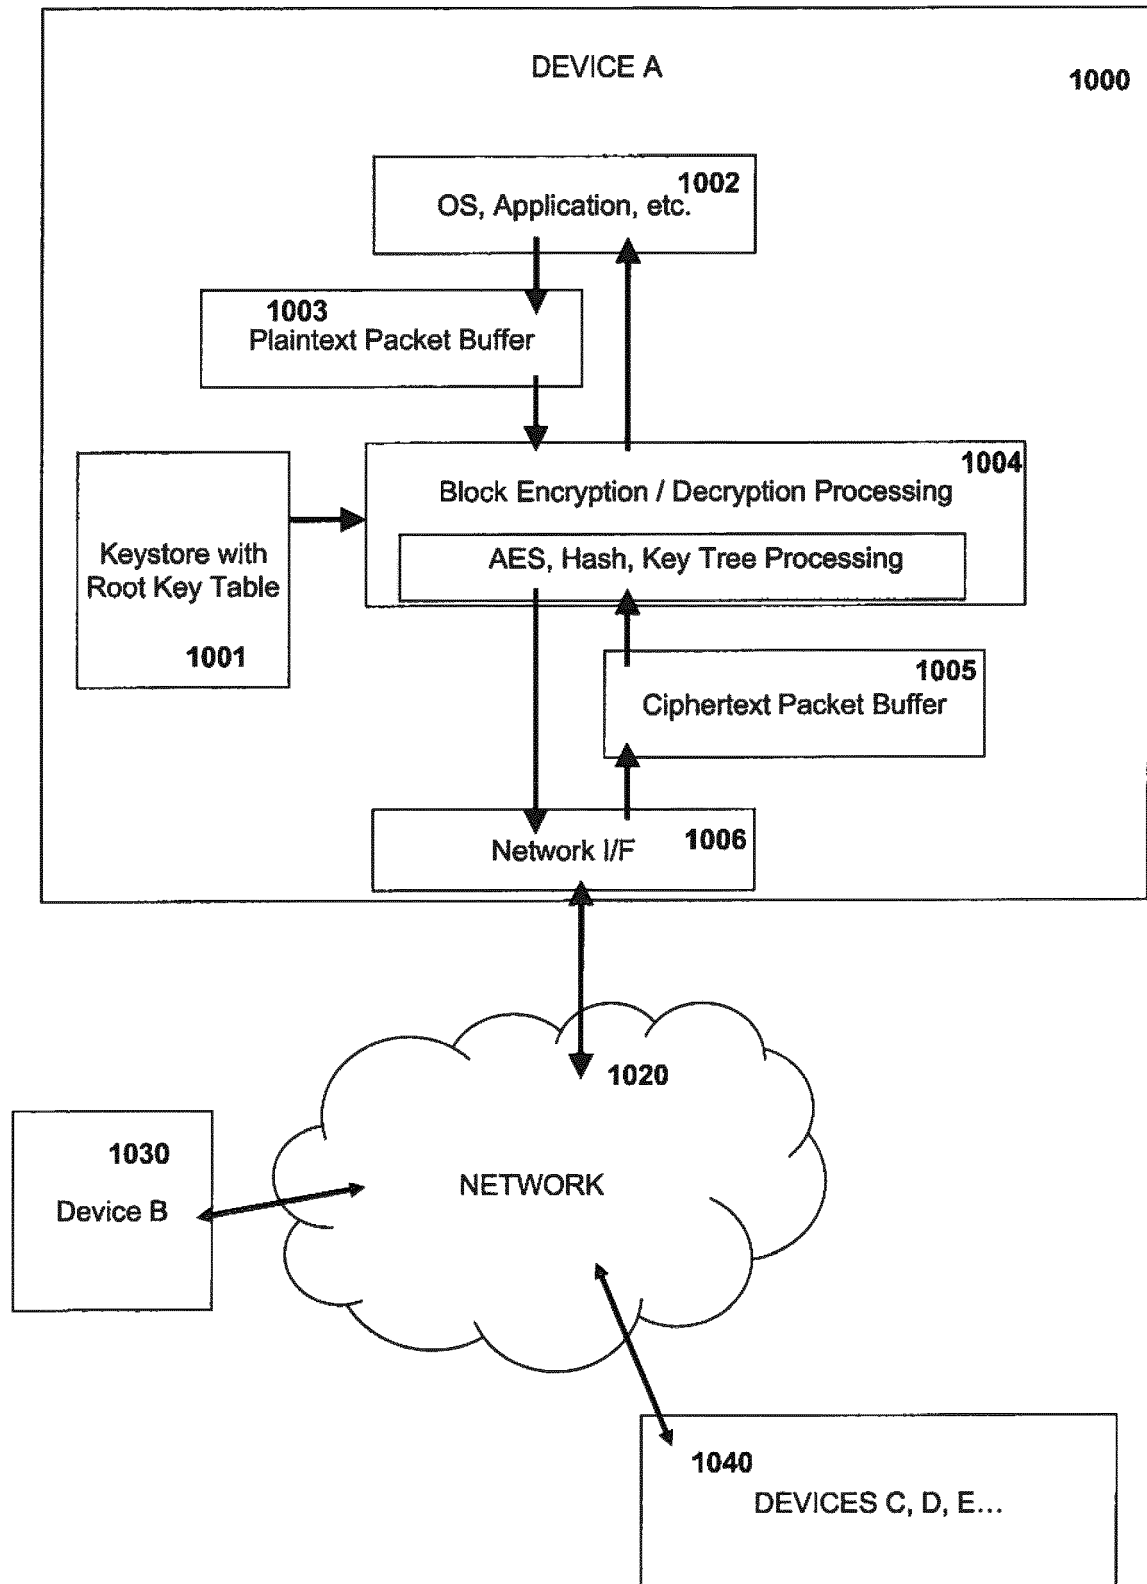 DEVICE A
1000
1002
OS, Application, etc.
1003
Plaintext Packet Buffer
1004
Block Encryption / Decryption Processing
AES, Hash, Key Tree Processing
Keystore with
Root Key Table
1001
1005
Ciphertext Packet Buffer
1006
Network I/F
1020
NETWORK
1030
Device B
1040
DEVICES C, D, E...